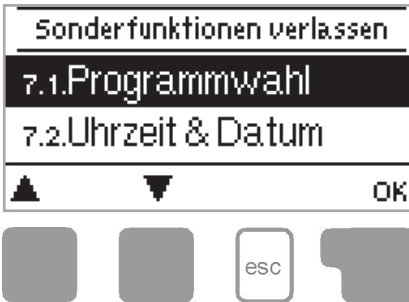 Sonderfunktionen verlassen
7.1.Programmwahl
7.2.Uhrzeit & Datum
▲ ▼ OK
esc